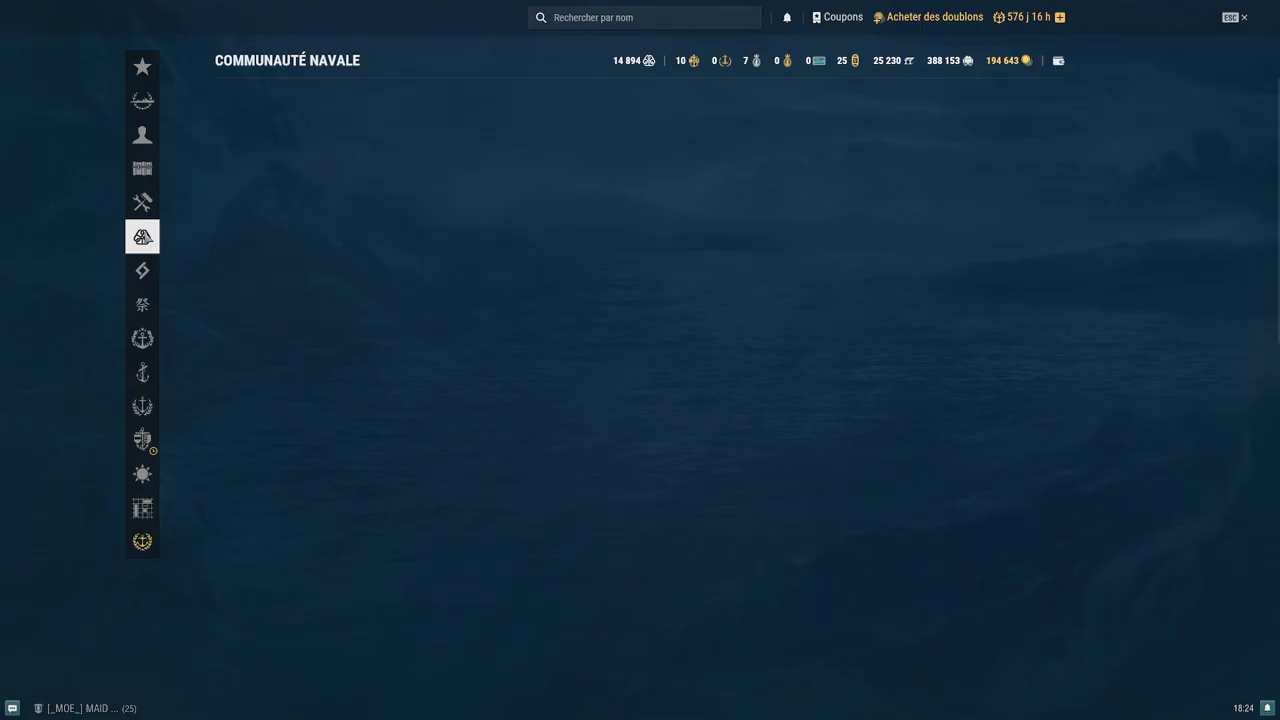 Rechercher par nom
Coupons
Acheter des doublons
576 j 16 h
ESC
COMMUNAUTÉ NAVALE
14 894
10
0
7
0
0
25
25 230
388 153
194 643
祭
[_MOE_] MAID ... (25)
18:24